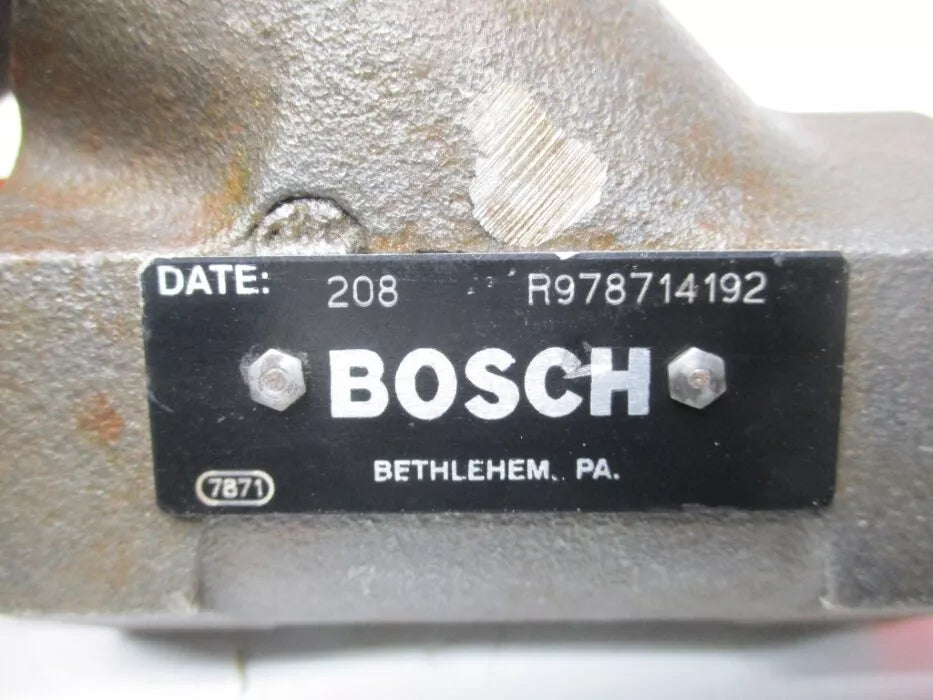 DATE: 208 R978714192
BOSCH
BETHLEHEM, PA.
7871